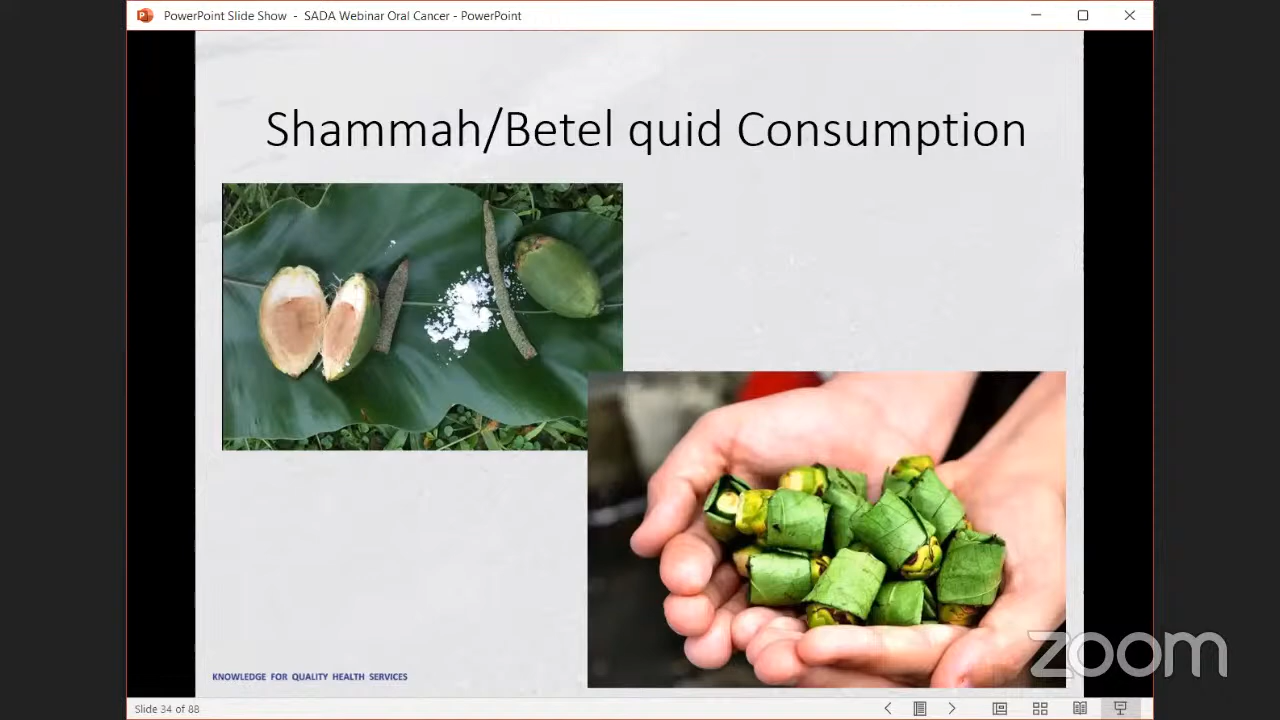 PowerPoint Slide Show - SADA Webinar Oral Cancer - PowerPoint
Shammah/Betel quid Consumption
KNOWLEDGE FOR QUALITY HEALTH SERVICES
zoom
Slide 34 of 88